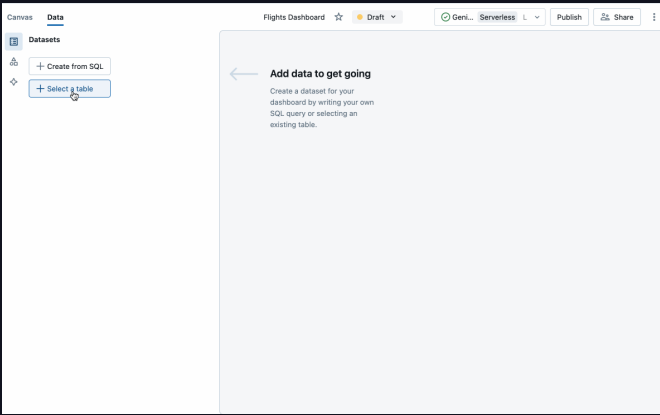 Canvas Data Flights Dashboard Draft Geni... Serverless L Publish Share
Datasets
+ Create from SQL
+ Select a table
Add data to get going
Create a dataset for your
dashboard by writing your own
SQL query or selecting an
existing table.